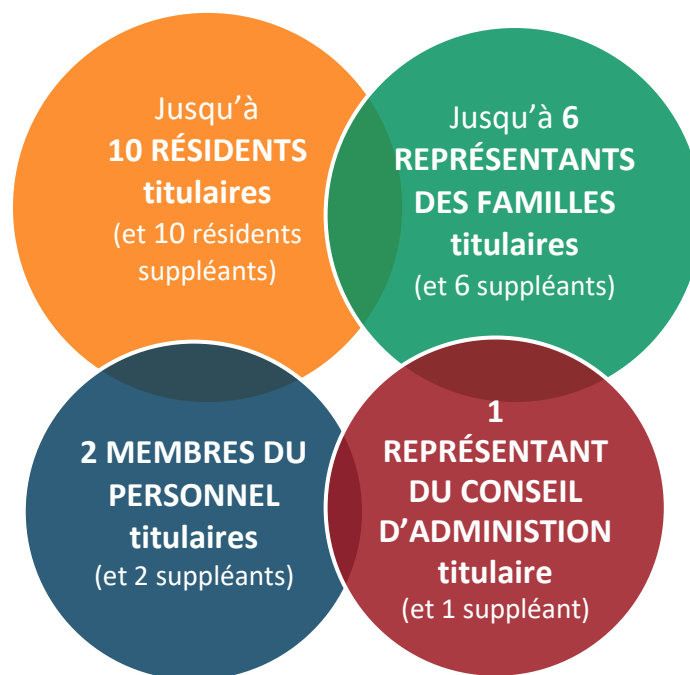 Jusqu’à
10 RÉSIDENTS
titulaires
(et 10 résidents
suppléants)
Jusqu’à 6
REPRÉSENTANTS
DES FAMILLES
titulaires
(et 6 suppléants)
2 MEMBRES DU
PERSONNEL
titulaires
(et 2 suppléants)
1
REPRÉSENTANT
DU CONSEIL
D’ADMINISTION
titulaire
(et 1 suppléant)